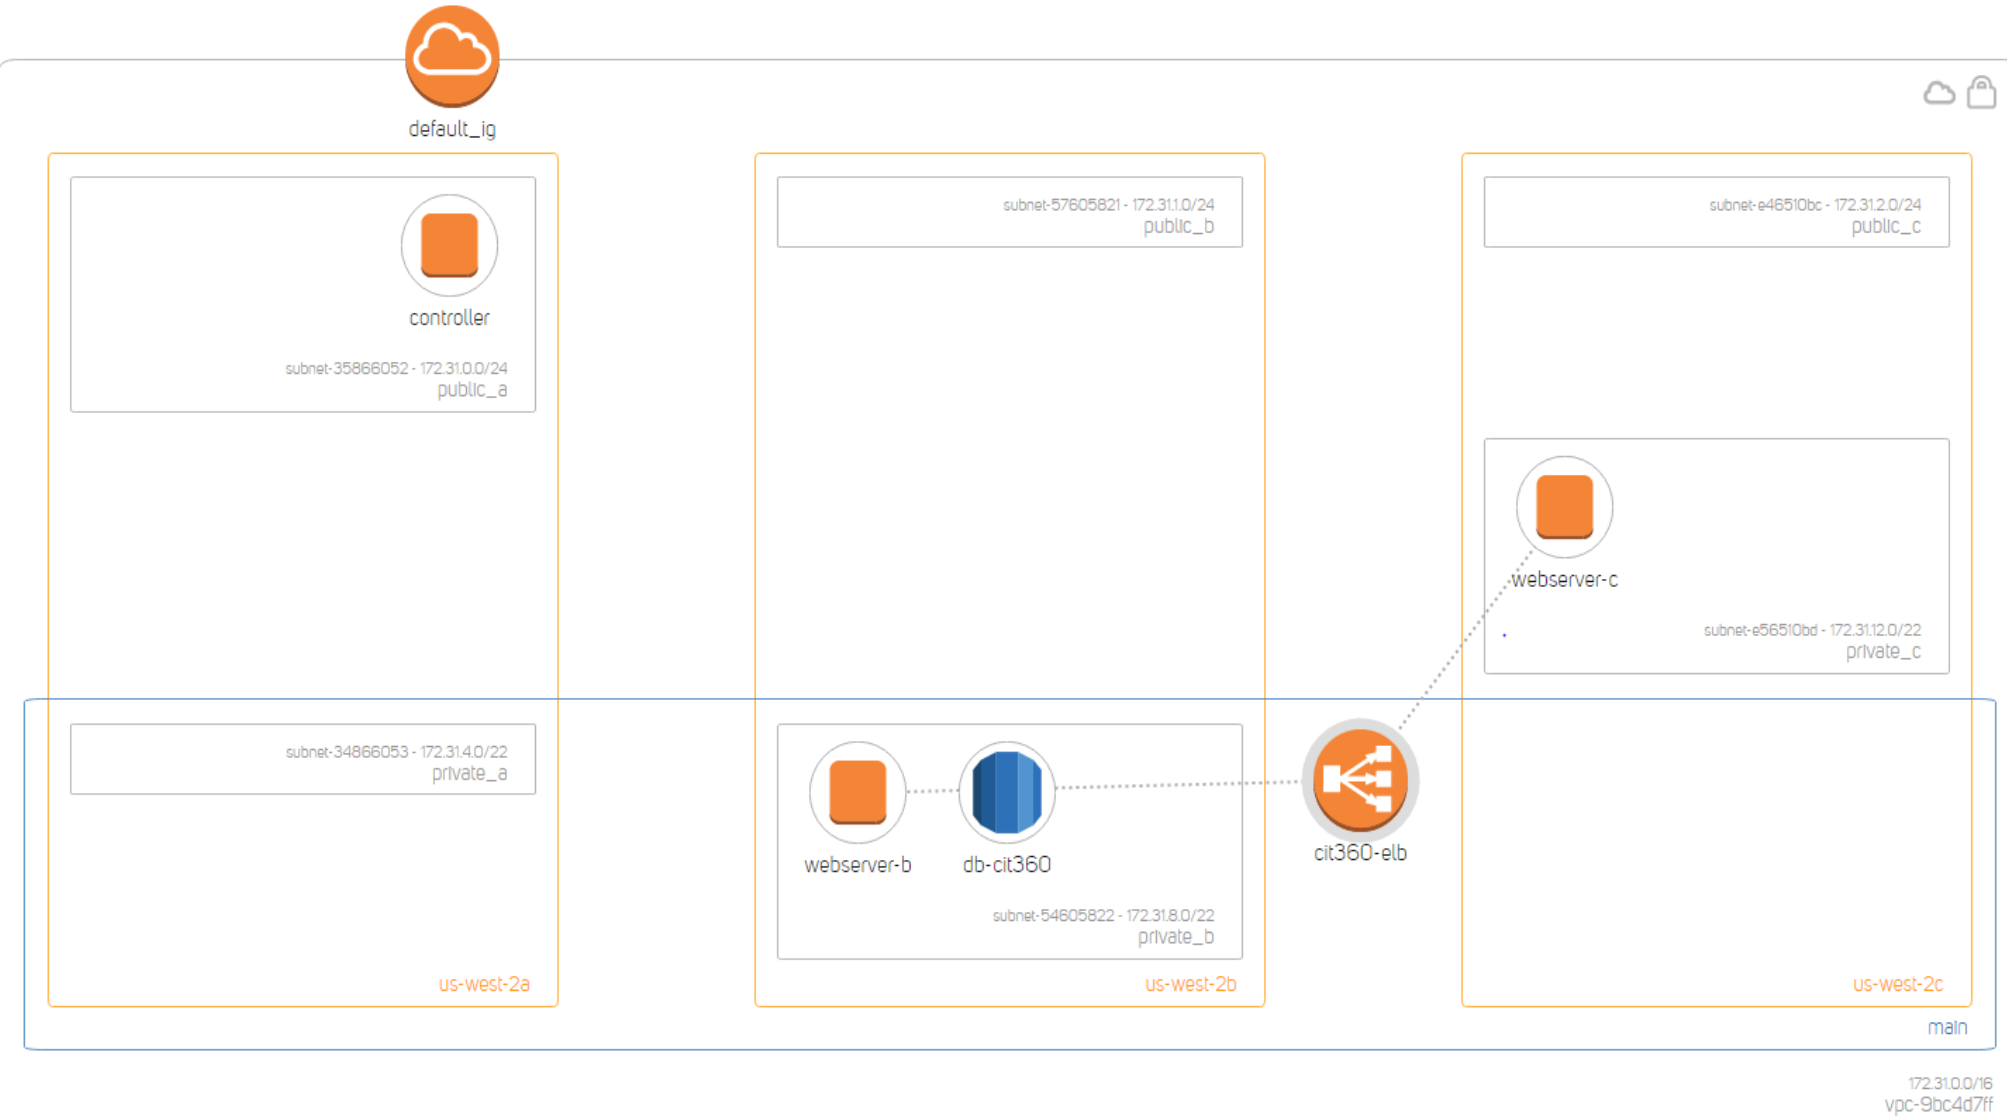 default_ig
controller
subnet-35866052 - 172.31.0.0/24
public_a
subnet-57605821 - 172.31.1.0/24
public_b
subnet-e46510bc - 172.31.2.0/24
public_c
webserver-c
subnet-e56510bd - 172.31.12.0/22
private_c
subnet-34866053 - 172.31.4.0/22
private_a
webserver-b
db-cit360
subnet-54605822 - 172.31.8.0/22
private_b
cit360-elb
us-west-2a
us-west-2b
us-west-2c
main
172.31.0.0/16
vpc-9bc4d7ff